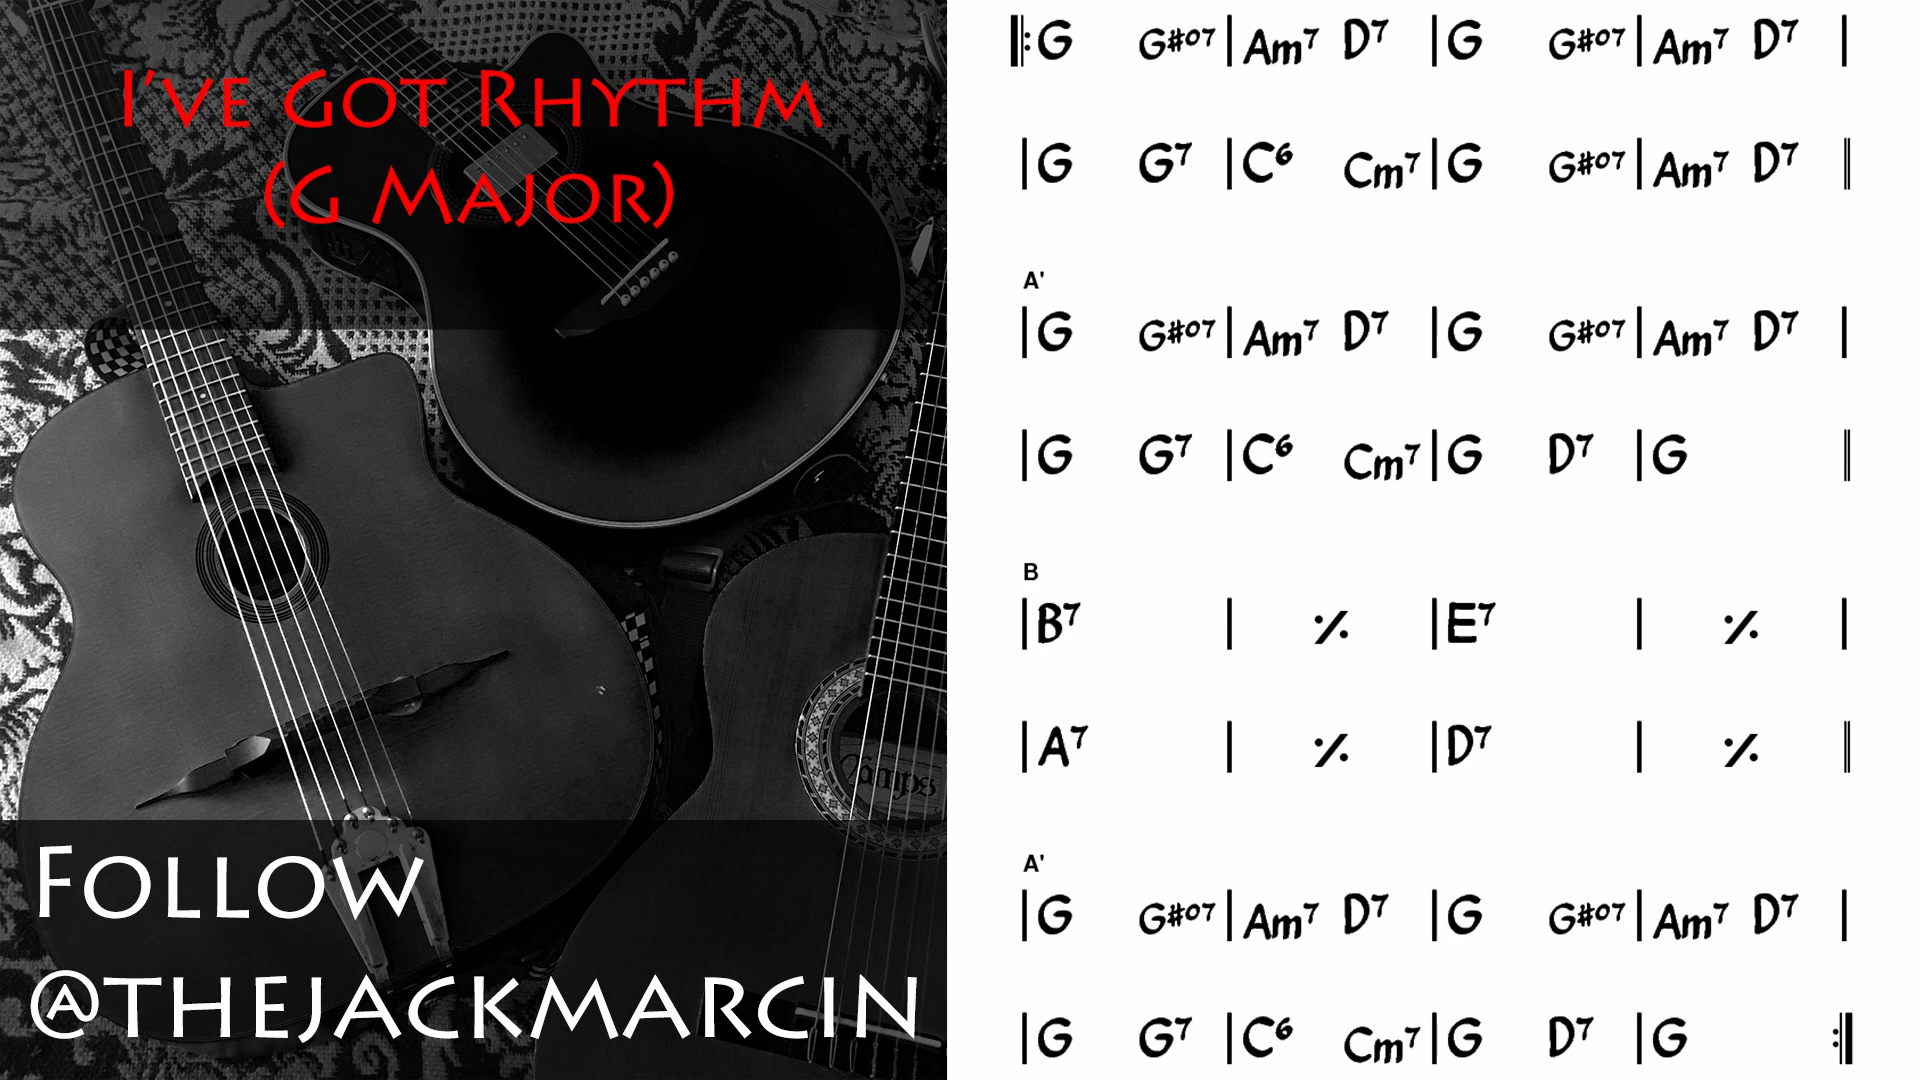 I'VE GOT RHYTHM
(G MAJOR)
FOLLOW
@THEJACKMARCIN
𝄆 G G#o7 | Am7 D7 | G G#o7 | Am7 D7 |
| G G7 | C6 Cm7 | G G#o7 | Am7 D7 ||
A'
| G G#o7 | Am7 D7 | G G#o7 | Am7 D7 |
| G G7 | C6 Cm7 | G D7 | G ||
B
| B7 | 𝄎 | E7 | 𝄎 |
| A7 | 𝄎 | D7 | 𝄎 ||
A'
| G G#o7 | Am7 D7 | G G#o7 | Am7 D7 |
| G G7 | C6 Cm7 | G D7 | G 𝄇